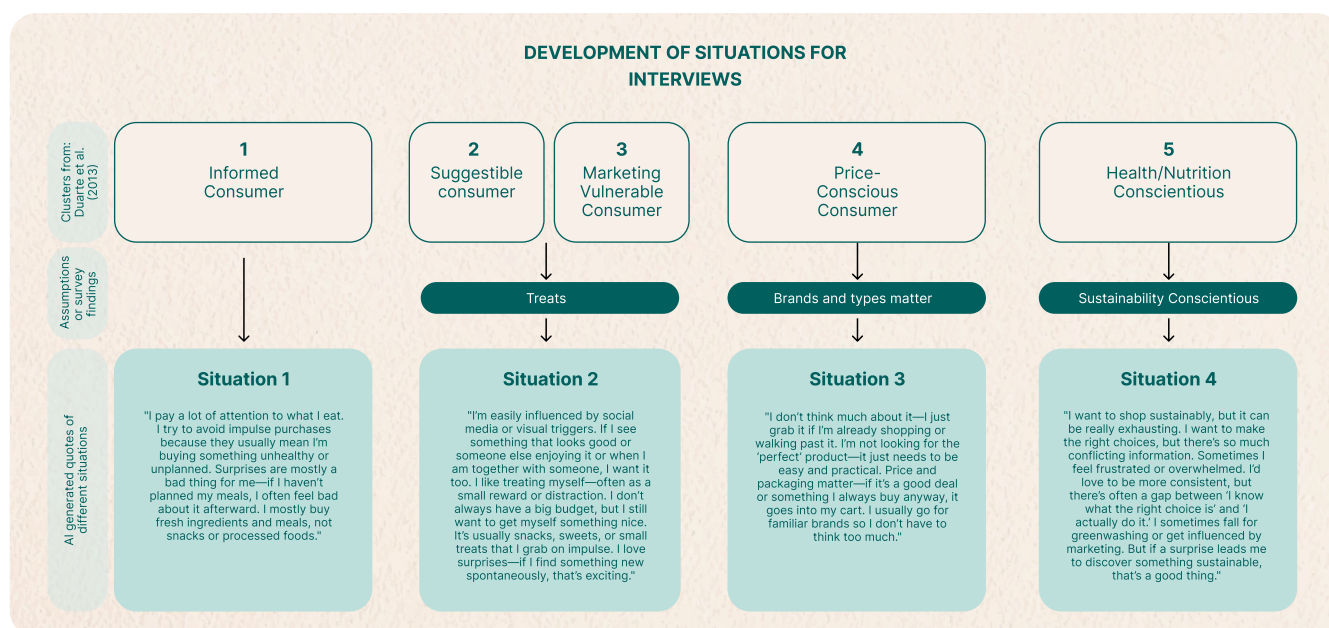 DEVELOPMENT OF SITUATIONS FOR
INTERVIEWS
Clusters from:
Duarte et al.
(2013)
1
Informed
Consumer
2
Suggestible
consumer
3
Marketing
Vulnerable
Consumer
4
Price-
Conscious
Consumer
5
Health/Nutrition
Conscientious
Assumptions
or survey
findings
Treats
Brands and types matter
Sustainability Conscientious
AI generated quotes of
different situations
Situation 1
"I pay a lot of attention to what I eat.
I try to avoid impulse purchases
because they usually mean I’m
buying something unhealthy or
unplanned. Surprises are mostly a
bad thing for me—if I haven’t
planned my meals, I often feel bad
about it afterward. I mostly buy
fresh ingredients and meals, not
snacks or processed foods."
Situation 2
"I’m easily influenced by social
media or visual triggers. If I see
something that looks good or
someone else enjoying it or when I
am together with someone, I want it
too. I like treating myself—often as a
small reward or distraction. I don’t
always have a big budget, but I still
want to get myself something nice.
It’s usually snacks, sweets, or small
treats that I grab on impulse. I love
surprises—if I find something new
spontaneously, that’s exciting."
Situation 3
"I don’t think much about it—I just
grab it if I’m already shopping or
walking past it. I’m not looking for the
‘perfect’ product—it just needs to be
easy and practical. Price and
packaging matter—if it’s a good deal
or something I always buy anyway, it
goes into my cart. I usually go for
familiar brands so I don’t have to
think too much."
Situation 4
"I want to shop sustainably, but it can
be really exhausting. I want to make
the right choices, but there’s so much
conflicting information. Sometimes I
feel frustrated or overwhelmed. I’d
love to be more consistent, but
there’s often a gap between ‘I know
what the right choice is’ and ‘I
actually do it.’ I sometimes fall for
greenwashing or get influenced by
marketing. But if a surprise leads me
to discover something sustainable,
that’s a good thing."